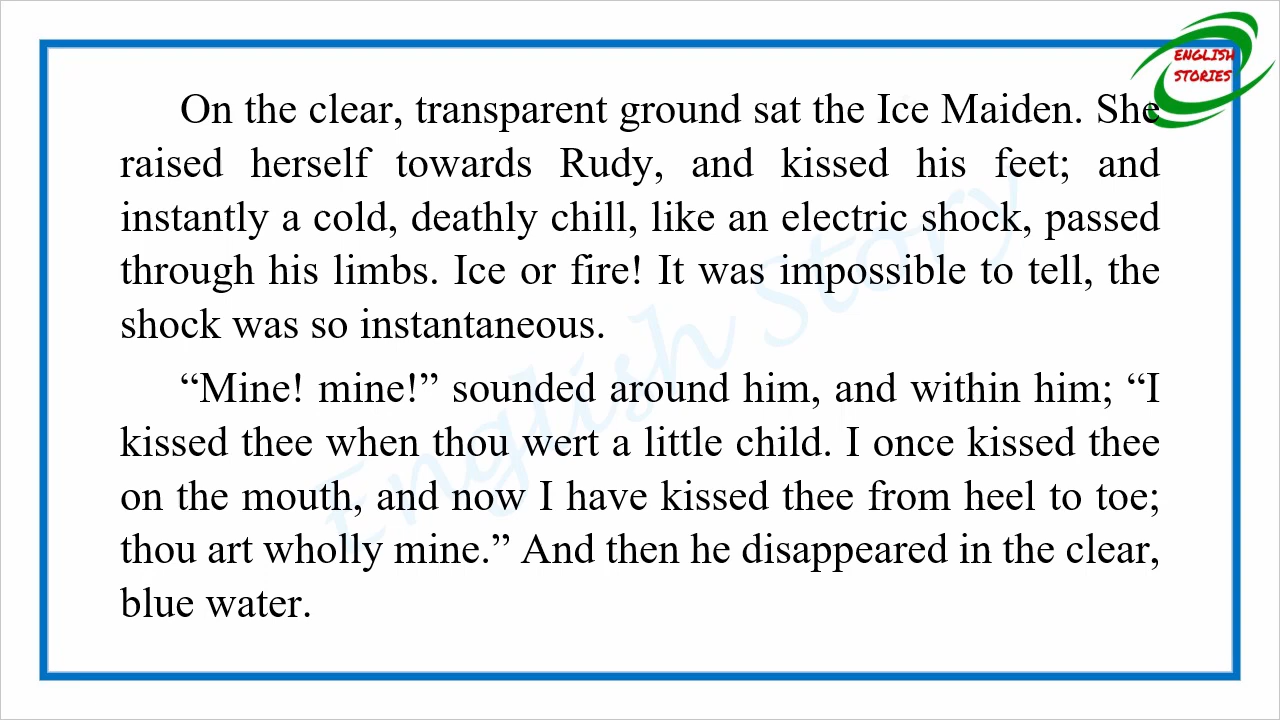 ENGLISH
STORIES
On the clear, transparent ground sat the Ice Maiden. She
raised herself towards Rudy, and kissed his feet; and
instantly a cold, deathly chill, like an electric shock, passed
through his limbs. Ice or fire! It was impossible to tell, the
shock was so instantaneous.
“Mine! mine!” sounded around him, and within him; “I
kissed thee when thou wert a little child. I once kissed thee
on the mouth, and now I have kissed thee from heel to toe;
thou art wholly mine.” And then he disappeared in the clear,
blue water.
English Story